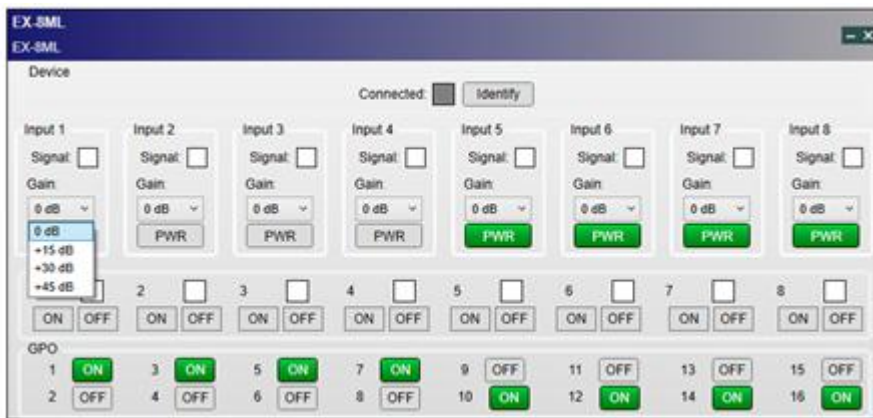 EX-8ML
EX-8ML
Device
Connected: Identify
Input 1 Input 2 Input 3 Input 4 Input 5 Input 6 Input 7 Input 8
Signal: Signal: Signal: Signal: Signal: Signal: Signal: Signal:
Gain: Gain: Gain: Gain: Gain: Gain: Gain: Gain:
0 dB 0 dB 0 dB 0 dB 0 dB 0 dB 0 dB 0 dB
0 dB PWR PWR PWR PWR PWR PWR PWR
+15 dB
+30 dB
+45 dB
2 3 4 5 6 7 8
ON OFF ON OFF ON OFF ON OFF ON OFF ON OFF ON OFF ON OFF
GPO
1 ON 3 ON 5 ON 7 ON 9 OFF 11 OFF 13 OFF 15 OFF
2 OFF 4 OFF 6 OFF 8 OFF 10 ON 12 ON 14 ON 16 ON